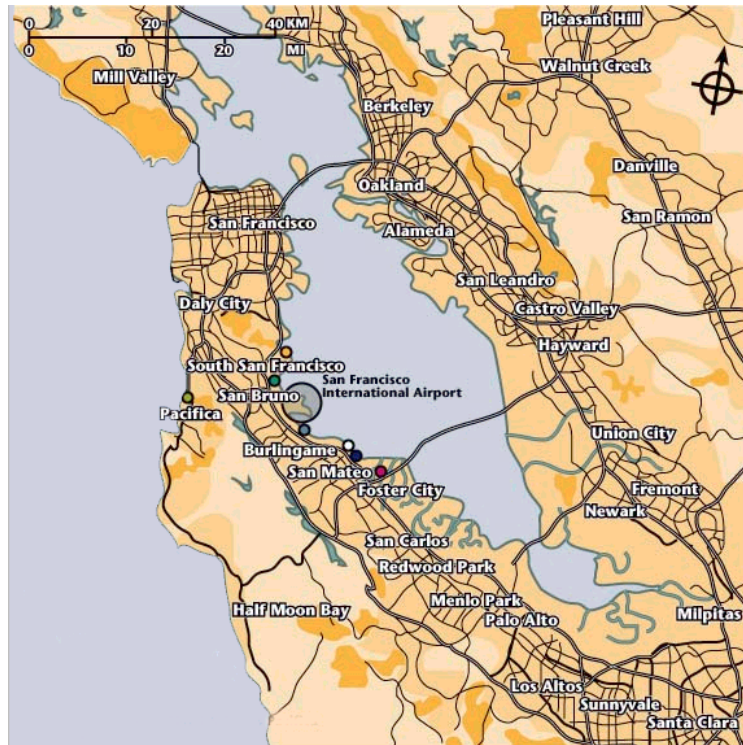 Pleasant Hill
0 20 40 KM
0 10 20 MI
Mill Valley
Walnut Creek
Berkeley
Danville
Oakland
San Francisco
San Ramon
Alameda
San Leandro
Daly City
Castro Valley
Hayward
South San Francisco
San Francisco
International Airport
San Bruno
Pacifica
Union City
Burlingame
San Mateo
Foster City
Fremont
Newark
San Carlos
Redwood Park
Half Moon Bay
Menlo Park
Milpitas
Palo Alto
Los Altos
Sunnyvale
Santa Clara